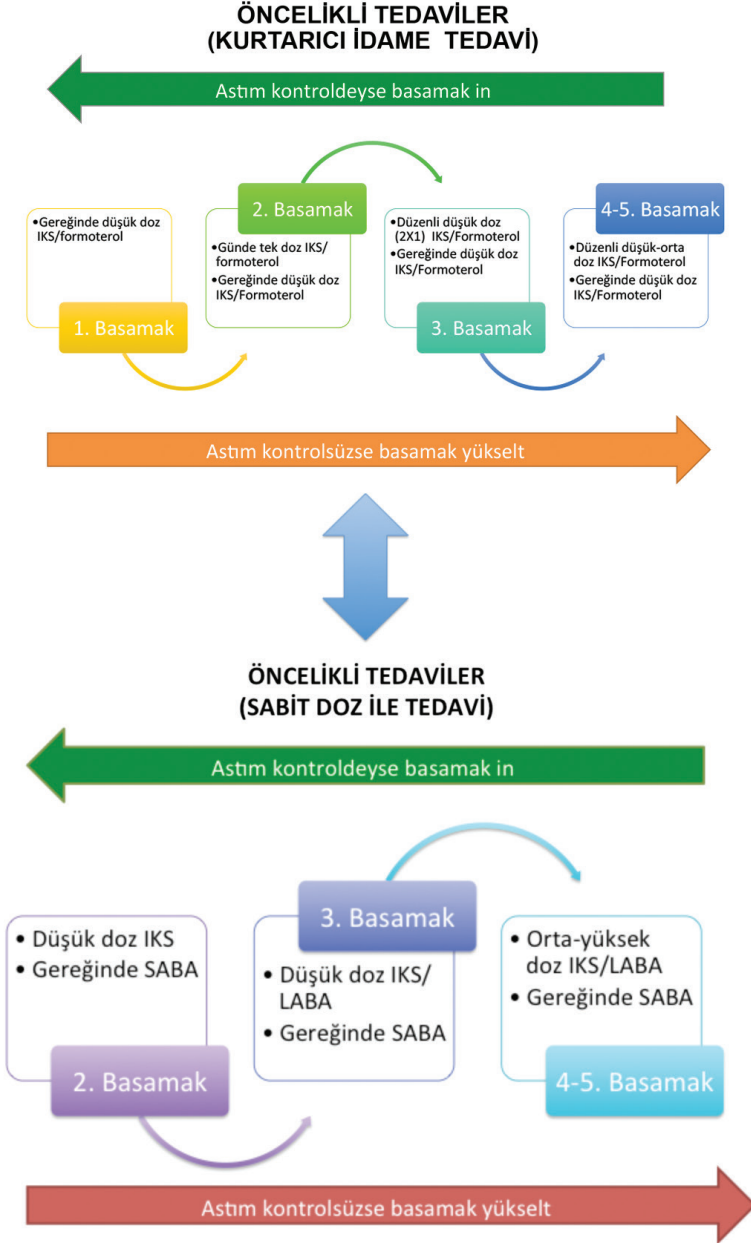 ÖNCELİKLİ TEDAVİLER
(KURTARICI İDAME TEDAVİ)
Astım kontroldeyse basamak in
•Gereğinde düşük doz
IKS/formoterol
1. Basamak
2. Basamak
•Günde tek doz IKS/
formoterol
•Gereğinde düşük doz
IKS/Formoterol
•Düzenli düşük doz
(2X1) IKS/Formoterol
•Gereğinde düşük doz
IKS/Formoterol
3. Basamak
4-5. Basamak
•Düzenli düşük-orta
doz IKS/Formoterol
•Gereğinde düşük doz
IKS/Formoterol
Astım kontrolsüzse basamak yükselt
ÖNCELİKLİ TEDAVİLER
(SABİT DOZ İLE TEDAVİ)
Astım kontroldeyse basamak in
• Düşük doz IKS
• Gereğinde SABA
2. Basamak
3. Basamak
• Düşük doz IKS/
LABA
• Gereğinde SABA
• Orta-yüksek
doz IKS/LABA
• Gereğinde SABA
4-5. Basamak
Astım kontrolsüzse basamak yükselt